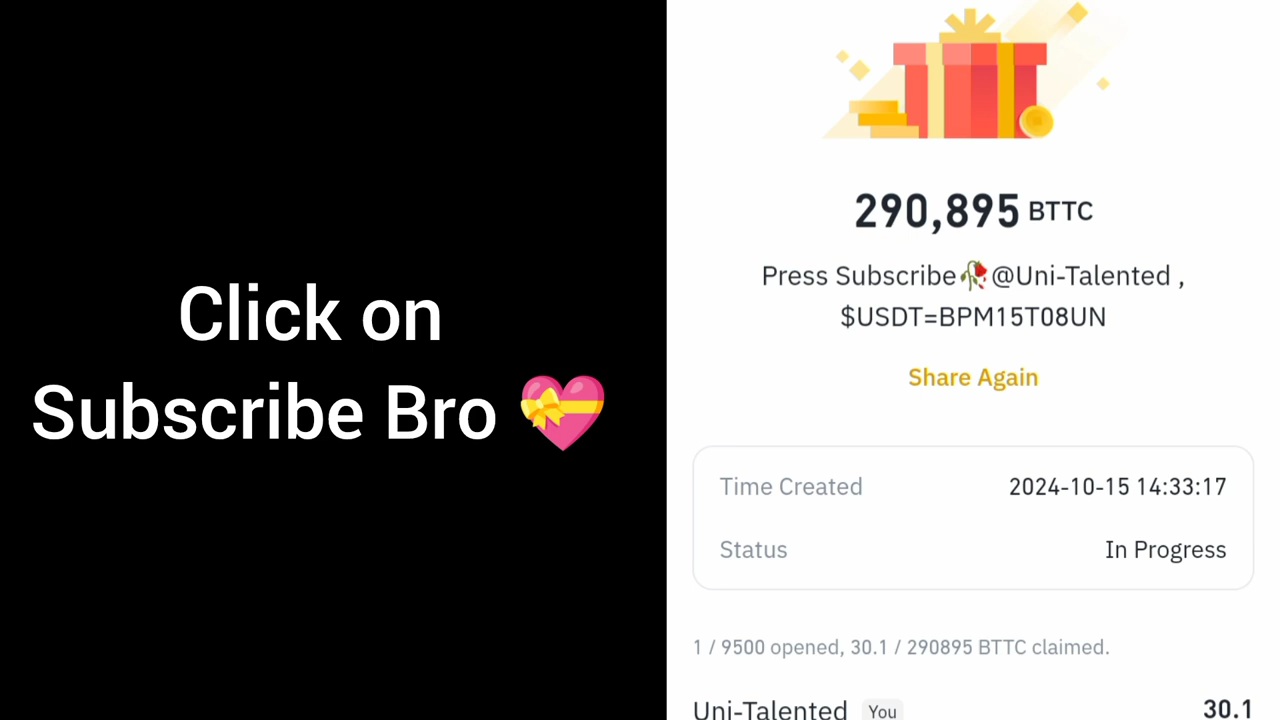 Click on
Subscribe Bro 💝
290,895 BTTC
Press Subscribe🥀@Uni-Talented ,
$USDT=BPM15T08UN
Share Again
Time Created 2024-10-15 14:33:17
Status In Progress
1 / 9500 opened, 30.1 / 290895 BTTC claimed.
Uni-Talented You 30.1